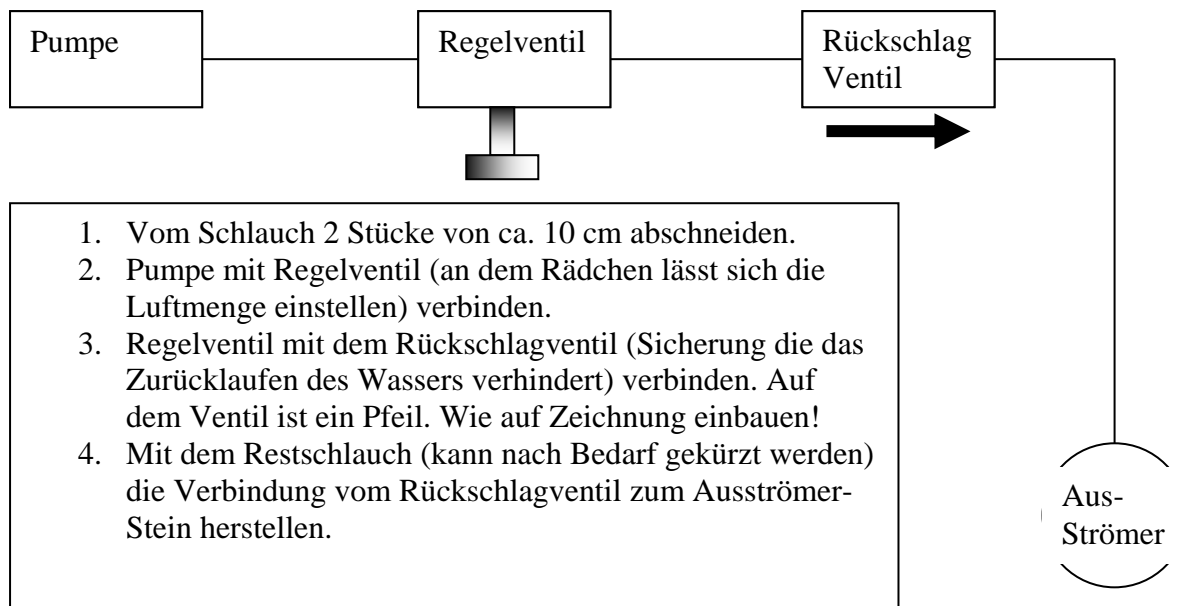 Pumpe
Regelventil
Rückschlag
Ventil
1. Vom Schlauch 2 Stücke von ca. 10 cm abschneiden.
2. Pumpe mit Regelventil (an dem Rädchen lässt sich die
Luftmenge einstellen) verbinden.
3. Regelventil mit dem Rückschlagventil (Sicherung die das
Zurücklaufen des Wassers verhindert) verbinden. Auf
dem Ventil ist ein Pfeil. Wie auf Zeichnung einbauen!
4. Mit dem Restschlauch (kann nach Bedarf gekürzt werden)
die Verbindung vom Rückschlagventil zum Ausströmer-
Stein herstellen.
Aus-
Strömer